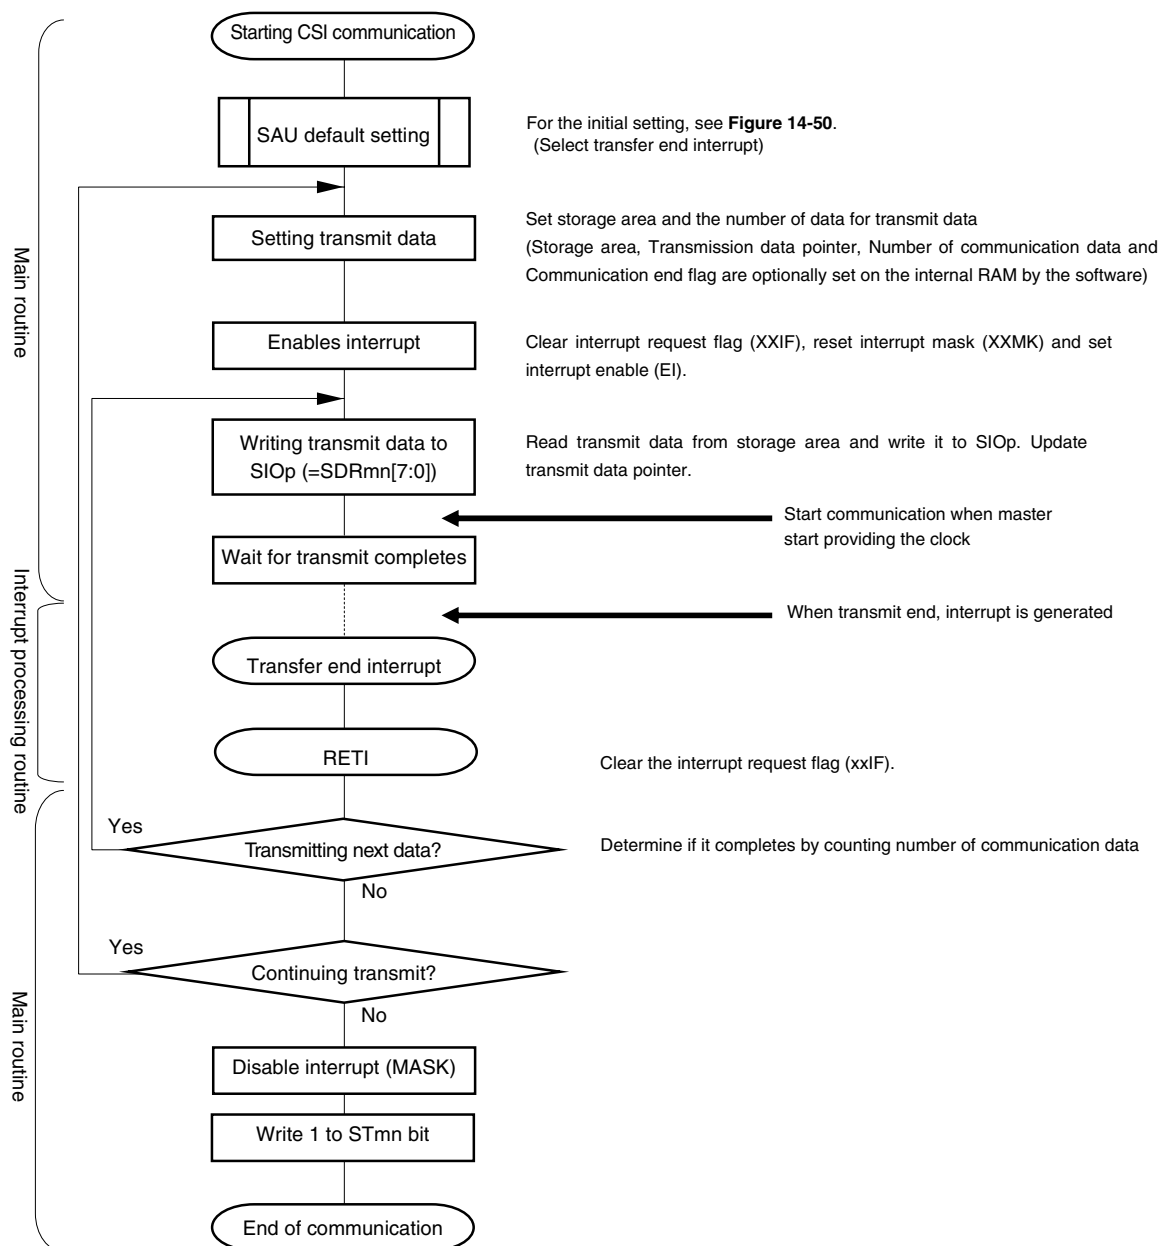 Starting CSI communication
SAU default setting
For the initial setting, see Figure 14-50.
(Select transfer end interrupt)
Setting transmit data
Set storage area and the number of data for transmit data
(Storage area, Transmission data pointer, Number of communication data and
Communication end flag are optionally set on the internal RAM by the software)
Main routine
Enables interrupt
Clear interrupt request flag (XXIF), reset interrupt mask (XXMK) and set
interrupt enable (EI).
Writing transmit data to
SIOp (=SDRmn[7:0])
Read transmit data from storage area and write it to SIOp. Update
transmit data pointer.
Start communication when master
start providing the clock
Wait for transmit completes
When transmit end, interrupt is generated
Interrupt processing routine
Transfer end interrupt
RETI
Clear the interrupt request flag (xxIF).
Yes
Transmitting next data?
Determine if it completes by counting number of communication data
No
Yes
Continuing transmit?
No
Main routine
Disable interrupt (MASK)
Write 1 to STmn bit
End of communication